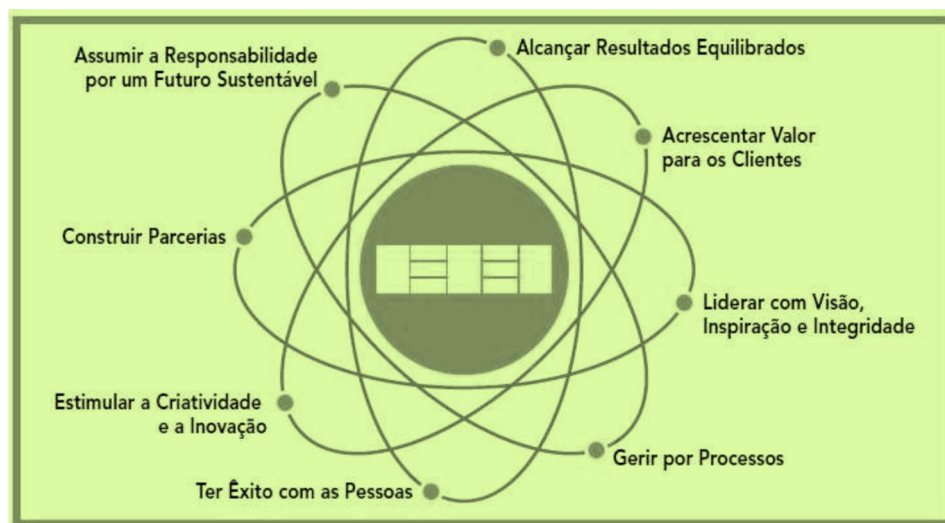 Assumir a Responsabilidade
por um Futuro Sustentável
Alcançar Resultados Equilibrados
Acrescentar Valor
para os Clientes
Construir Parcerias
Liderar com Visão,
Inspiração e Integridade
Estimular a Criatividade
e a Inovação
Gerir por Processos
Ter Êxito com as Pessoas